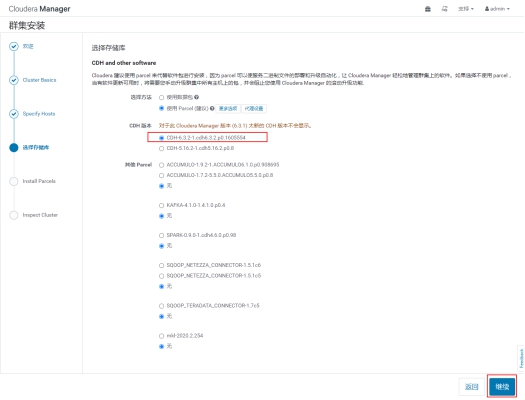 Cloudera Manager
支持
admin
群集安装
欢迎
Cluster Basics
Specify Hosts
选择存储库
Install Parcels
Inspect Cluster
选择存储库
CDH and other software
Cloudera 建议使用 parcel 来代替软件包进行安装，因为 parcel 可以使服务二进制文件的部署和升级自动化，让 Cloudera Manager 轻松地管理群集上的软件。如果选择不使用 parcel，
当有软件更新可用时，将需要您手动升级群集中所有主机上的包，并会阻止您使用 Cloudera Manager 的滚动升级功能。
选择方法
使用数据包
使用 Parcel (建议)
更多选项
代理设置
CDH 版本
对于此 Cloudera Manager 版本 (6.3.1) 太新的 CDH 版本不会显示。
CDH-6.3.2-1.cdh6.3.2.p0.1605554
CDH-5.16.2-1.cdh5.16.2.p0.8
其他 Parcel
ACCUMULO-1.9.2-1.ACCUMULO6.1.0.p0.908695
ACCUMULO-1.7.2-5.5.0.ACCUMULO5.5.0.p0.8
无
KAFKA-4.1.0-1.4.1.0.p0.4
无
SPARK-0.9.0-1.cdh4.6.0.p0.98
无
SQOOP_NETEZZA_CONNECTOR-1.5.1c6
SQOOP_NETEZZA_CONNECTOR-1.5.1c5
无
SQOOP_TERADATA_CONNECTOR-1.7c5
无
mkl-2020.2.234
无
Feedback
返回
继续